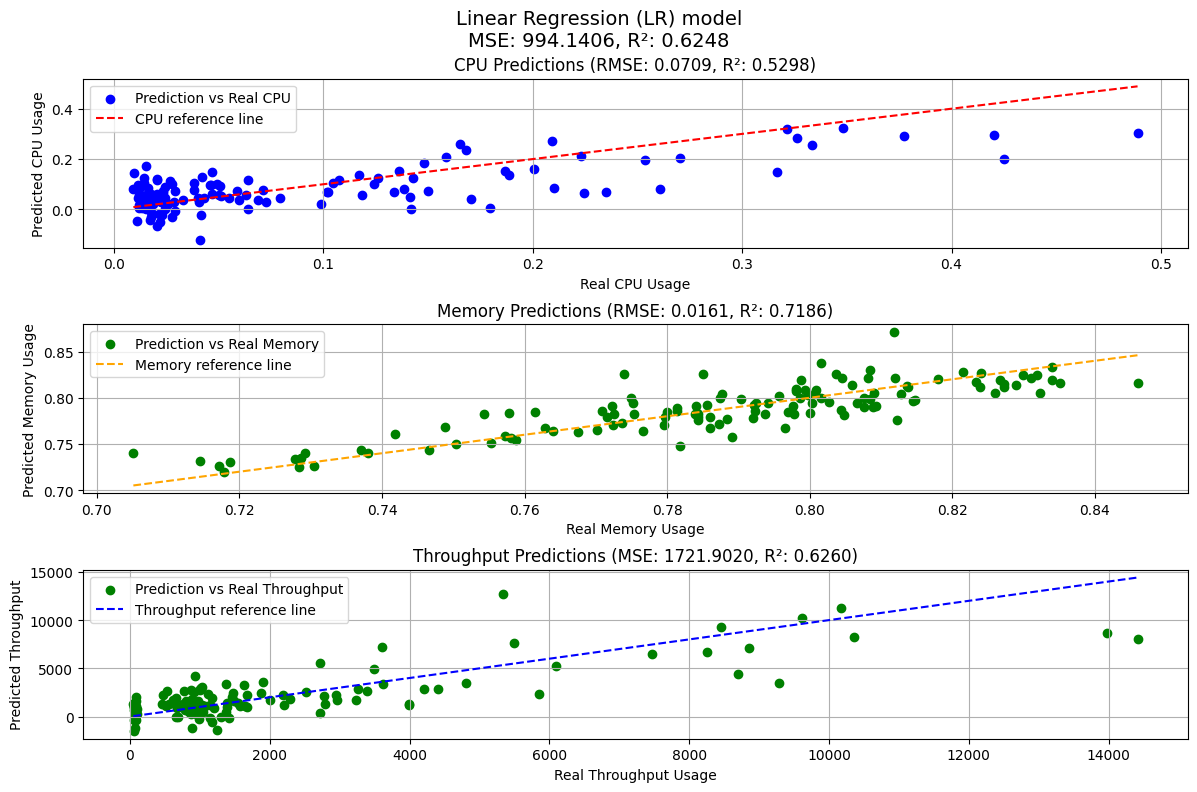 Linear Regression (LR) model
MSE: 994.1406, R²: 0.6248
CPU Predictions (RMSE: 0.0709, R²: 0.5298)
Prediction vs Real CPU
CPU reference line
Predicted CPU Usage
0.4
0.2
0.0
0.0 0.1 0.2 0.3 0.4 0.5
Real CPU Usage
Memory Predictions (RMSE: 0.0161, R²: 0.7186)
Prediction vs Real Memory
Memory reference line
Predicted Memory Usage
0.85
0.80
0.75
0.70
0.70 0.72 0.74 0.76 0.78 0.80 0.82 0.84
Real Memory Usage
Throughput Predictions (MSE: 1721.9020, R²: 0.6260)
Prediction vs Real Throughput
Throughput reference line
Predicted Throughput
15000
10000
5000
0
0 2000 4000 6000 8000 10000 12000 14000
Real Throughput Usage